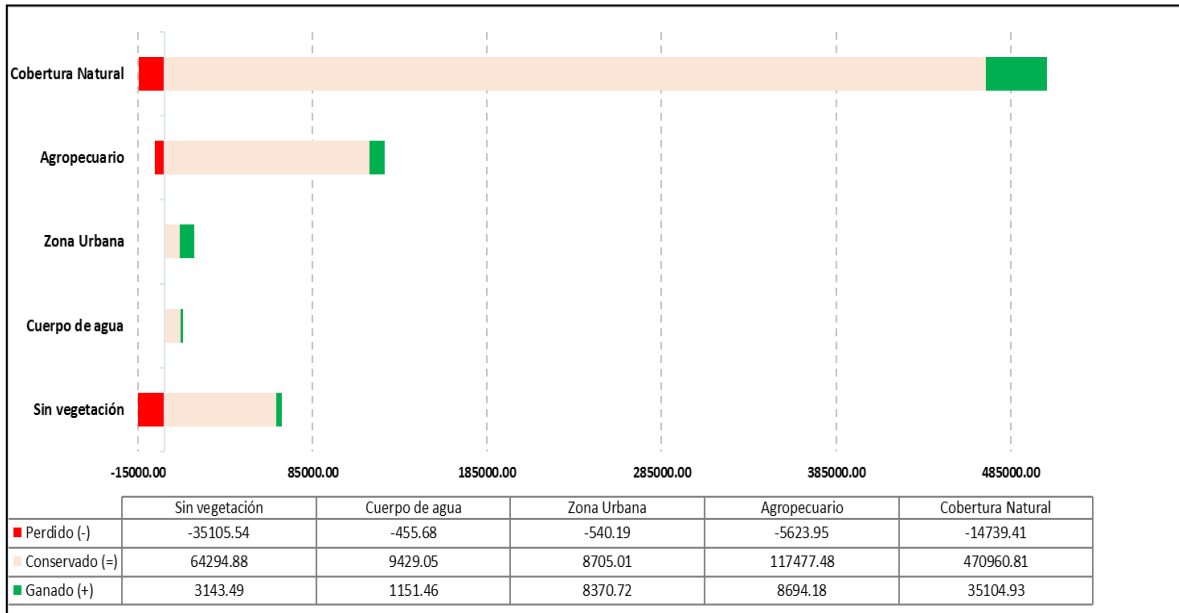 Cobertura Natural
Agropecuario
Zona Urbana
Cuerpo de agua
Sin vegetación
-15000.00 85000.00 185000.00 285000.00 385000.00 485000.00
Sin vegetación Cuerpo de agua Zona Urbana Agropecuario Cobertura Natural
Perdido (-) -35105.54 -455.68 -540.19 -5623.95 -14739.41
Conservado (=) 64294.88 9429.05 8705.01 117477.48 470960.81
Ganado (+) 3143.49 1151.46 8370.72 8694.18 35104.93